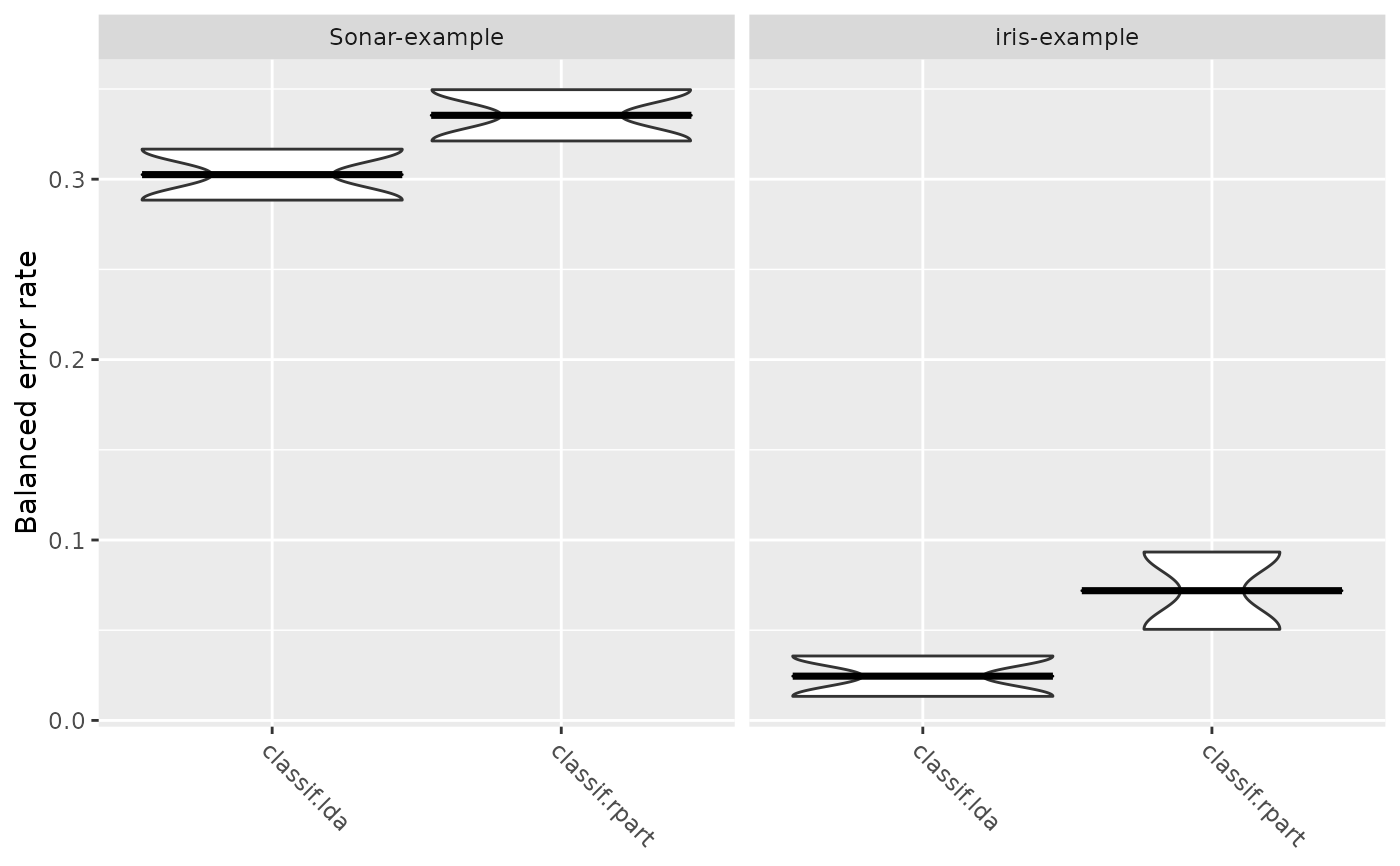 Sonar-example
iris-example
Balanced error rate
0.3
0.2
0.1
0.0
classif.lda
classif.rpart
classif.lda
classif.rpart